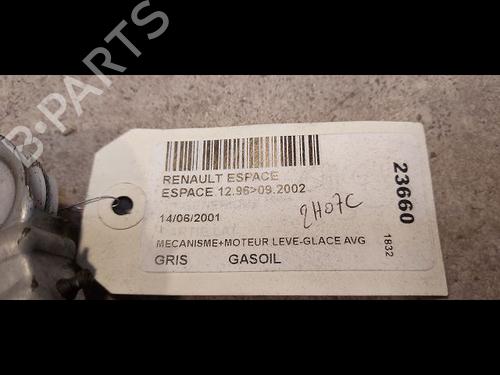 B-PARTS
RENAULT ESPACE
ESPACE 12.96>09.2002
14/06/2001
2H07C
MECANISME+MOTEUR LEVE-GLACE AVG
GRIS GASOIL
23660
1832